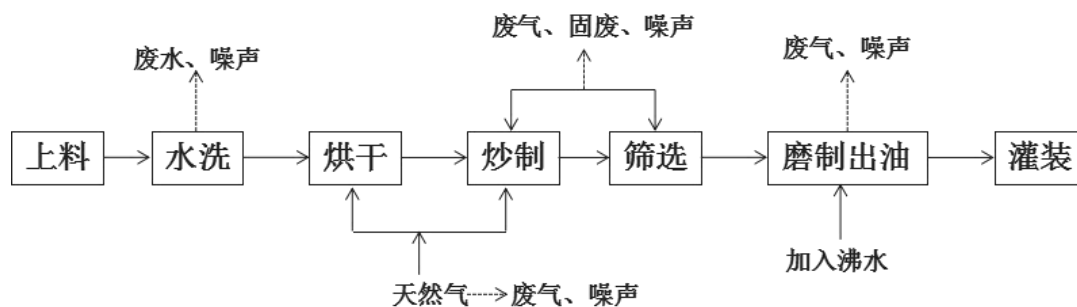 废气、固废、噪声
废水、噪声
废气、噪声
上料
水洗
烘干
炒制
筛选
磨制出油
灌装
加入沸水
天然气
废气、噪声